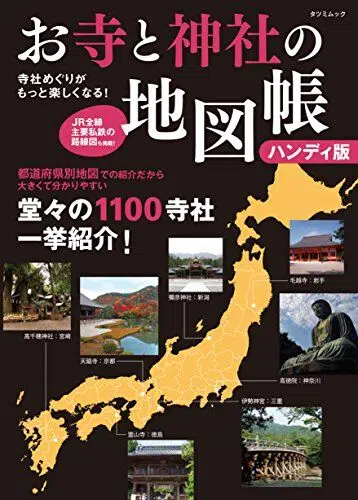 タツミムック
お寺と神社の
寺社めぐりが
もっと楽しくなる!
地図帳
JR全線
主要私鉄の
路線図も掲載!
ハンディ版
都道府県別地図での紹介だから
大きくて分かりやすい
堂々の1100寺社
一挙紹介!
毛越寺:岩手
彌彦神社:新潟
高千穂神社:宮崎
天龍寺:京都
高徳院:神奈川
伊勢神宮:三重
霊山寺:徳島